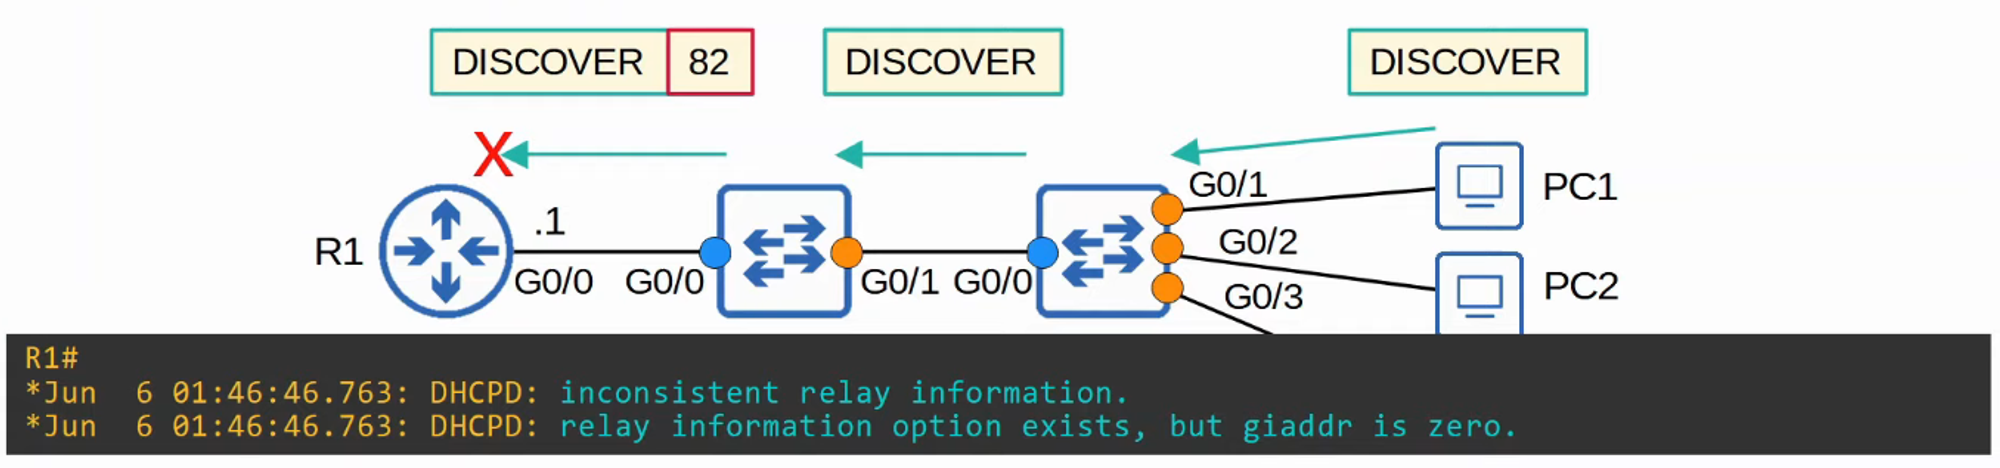 DISCOVER 82 DISCOVER DISCOVER
X
G0/1 PC1
.1
R1
G0/0 G0/0 G0/1 G0/0 G0/2 PC2
G0/3
R1#
*Jun  6 01:46:46.763: DHCPD: inconsistent relay information.
*Jun  6 01:46:46.763: DHCPD: relay information option exists, but giaddr is zero.